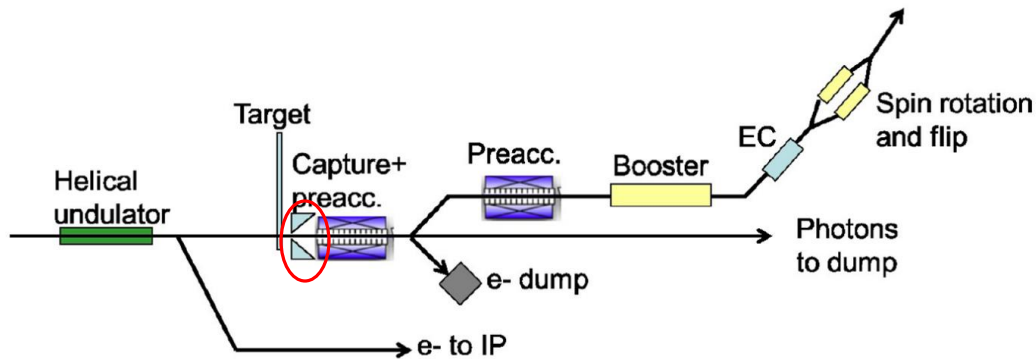 Target
Helical
undulator
Capture+
preacc.
Preacc.
Booster
EC
Spin rotation
and flip
Photons
to dump
e- dump
e- to IP